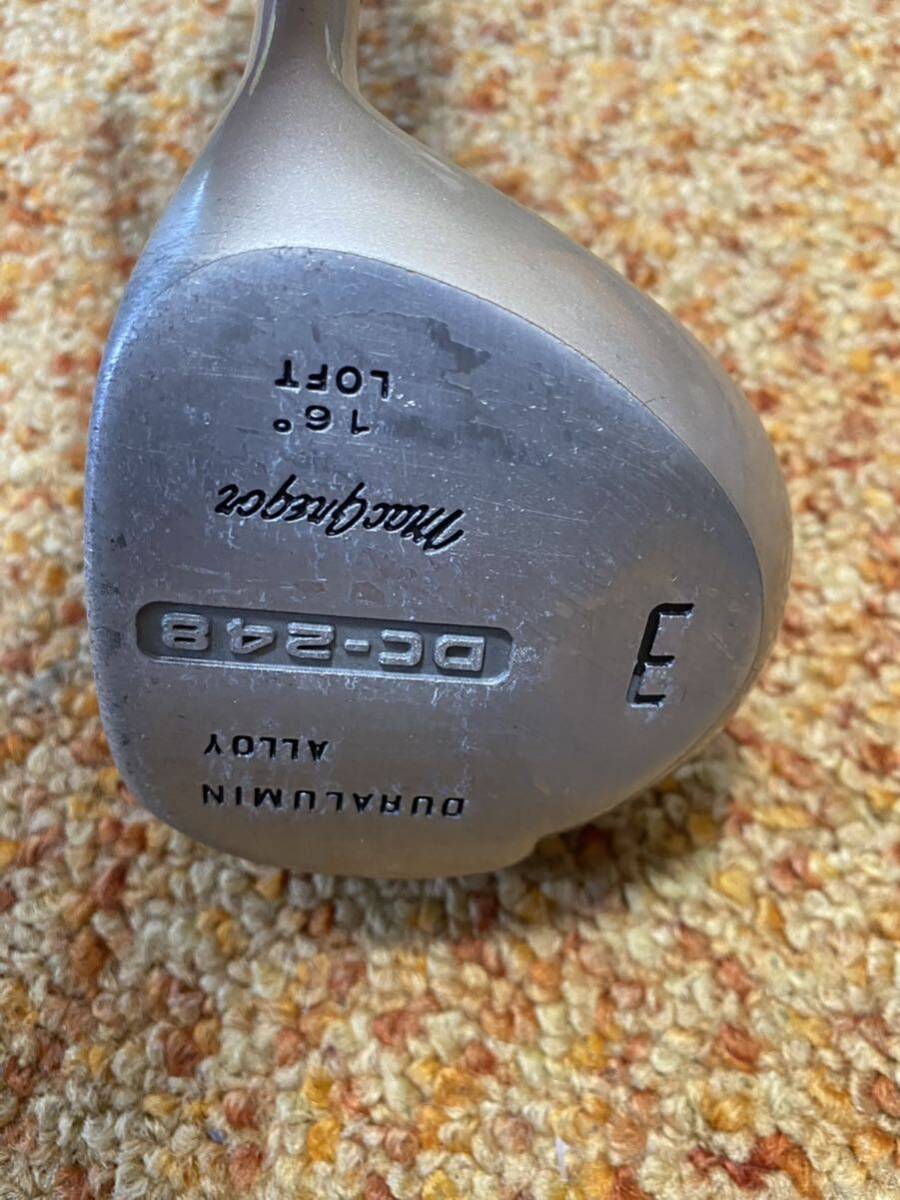 DURALUMIN
ALLOY
DC-248
MacGregor
16°
LOFT
3